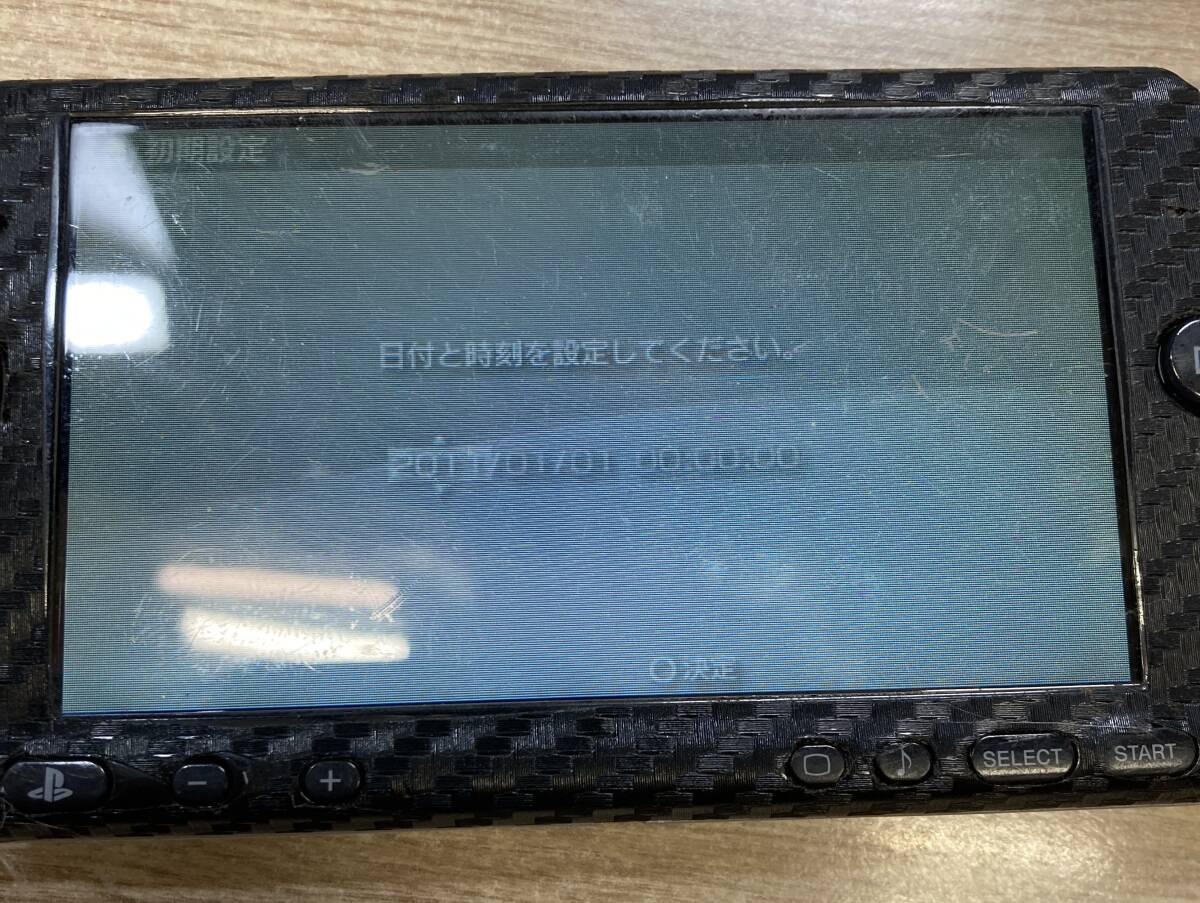 初期設定
日付と時刻を設定してください。
2011/01/01 00:00:00
○決定
SELECT
START